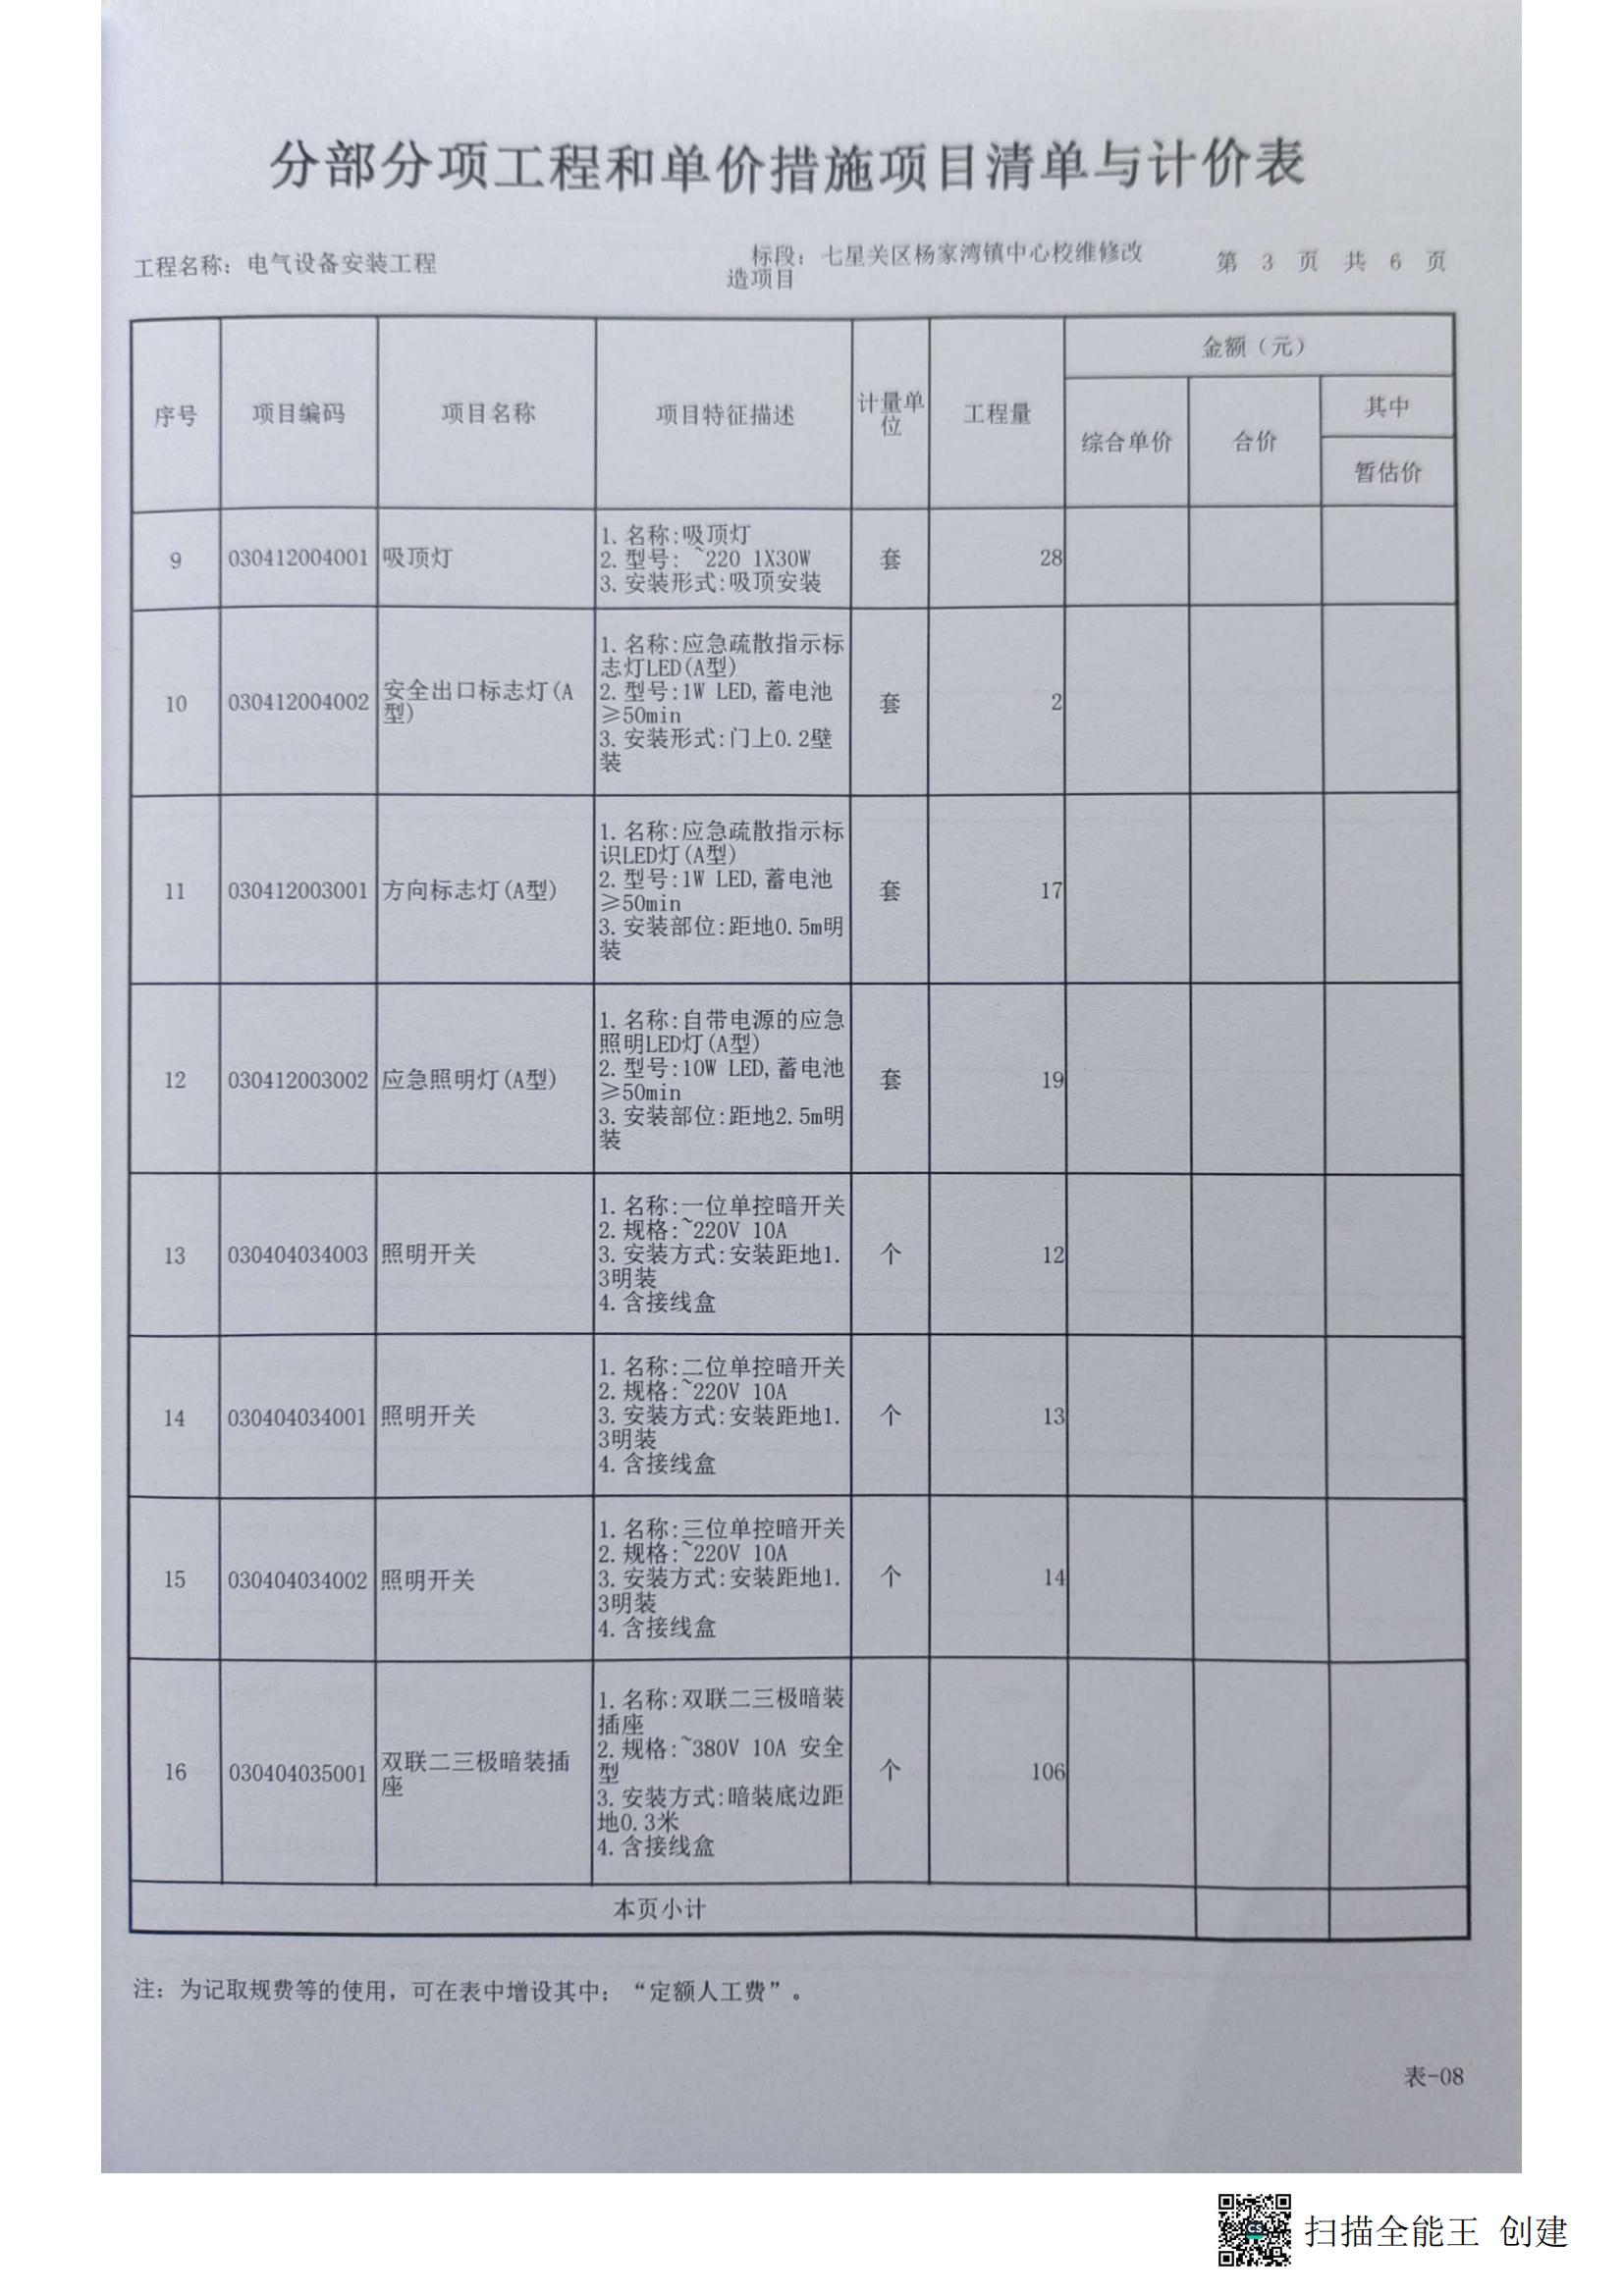 分部分项工程和单价措施项目清单与计价表
工程名称：电气设备安装工程
标段：七星关区杨家湾镇中心校维修改
造项目
第 3 页 共 6 页
序号
项目编码
项目名称
项目特征描述
计量单
位
工程量
金额（元）
综合单价
合价
其中
暂估价
9
030412004001
吸顶灯
1.名称:吸顶灯
2.型号: ~220 1X30W
3.安装形式:吸顶安装
套
28
10
030412004002
安全出口标志灯(A
型)
1.名称:应急疏散指示标
志灯LED(A型)
2.型号:1W LED,蓄电池
≥50min
3.安装形式:门上0.2壁
装
套
2
11
030412003001
方向标志灯(A型)
1.名称:应急疏散指示标
识LED灯(A型)
2.型号:1W LED,蓄电池
≥50min
3.安装部位:距地0.5m明
装
套
17
12
030412003002
应急照明灯(A型)
1.名称:自带电源的应急
照明LED灯(A型)
2.型号:10W LED,蓄电池
≥50min
3.安装部位:距地2.5m明
装
套
19
13
030404034003
照明开关
1.名称:一位单控暗开关
2.规格:~220V 10A
3.安装方式:安装距地1.
3明装
4.含接线盒
个
12
14
030404034001
照明开关
1.名称:二位单控暗开关
2.规格:~220V 10A
3.安装方式:安装距地1.
3明装
4.含接线盒
个
13
15
030404034002
照明开关
1.名称:三位单控暗开关
2.规格:~220V 10A
3.安装方式:安装距地1.
3明装
4.含接线盒
个
14
16
030404035001
双联二三极暗装插
座
1.名称:双联二三极暗装
插座
2.规格:~380V 10A 安全
型
3.安装方式:暗装底边距
地0.3米
4.含接线盒
个
106
本页小计
注：为记取规费等的使用，可在表中增设其中：“定额人工费”。
表-08
CS
扫描全能王 创建